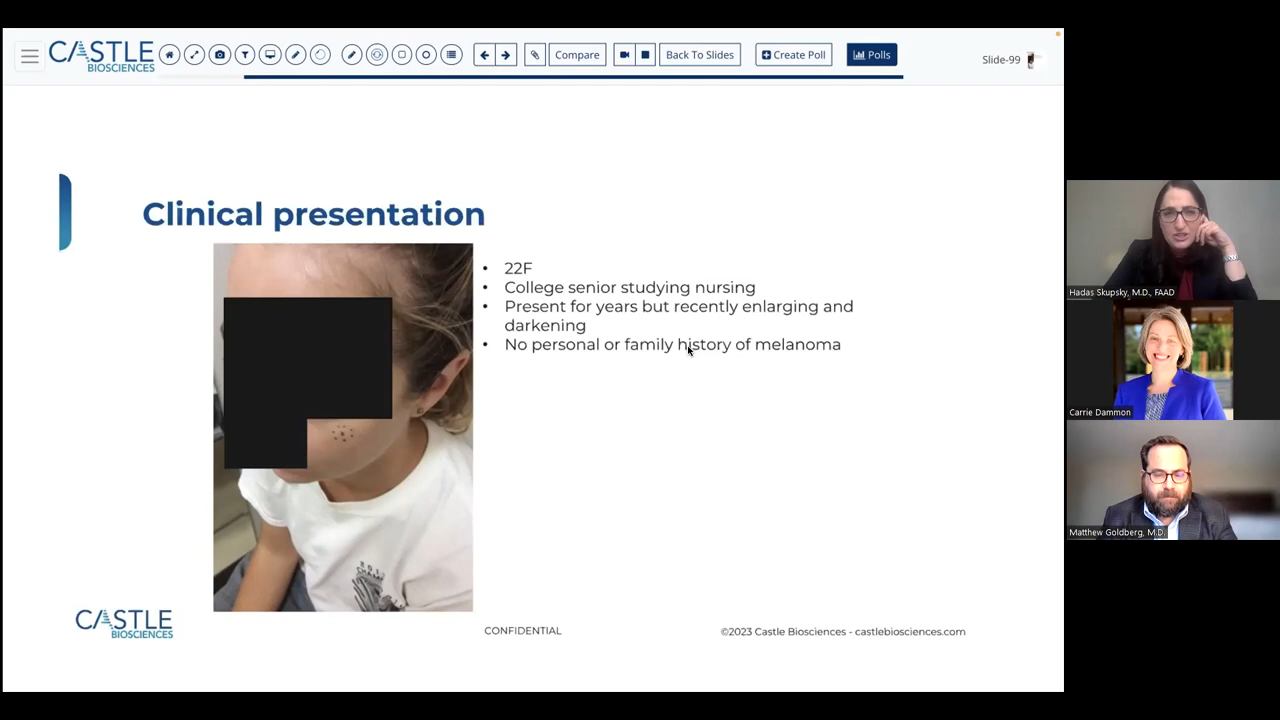 CASTLE
BIOSCIENCES
Compare
Back To Slides
Create Poll
Polls
Slide-99
Clinical presentation
• 22F
• College senior studying nursing
• Present for years but recently enlarging and
darkening
• No personal or family history of melanoma
CASTLE
BIOSCIENCES
CONFIDENTIAL
©2023 Castle Biosciences - castlebiosciences.com
Hadas Skupsky, M.D., FAAD
Carrie Dammon
Matthew Goldberg, M.D.